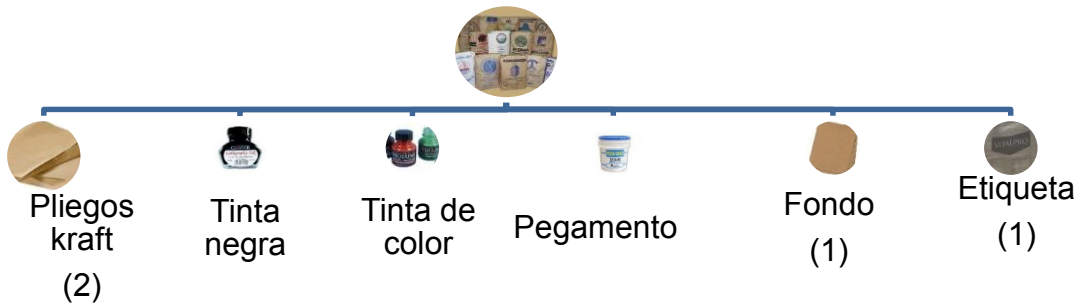 Pliegos
kraft
(2)
Tinta
negra
Tinta de
color
Pegamento
Fondo
(1)
Etiqueta
(1)